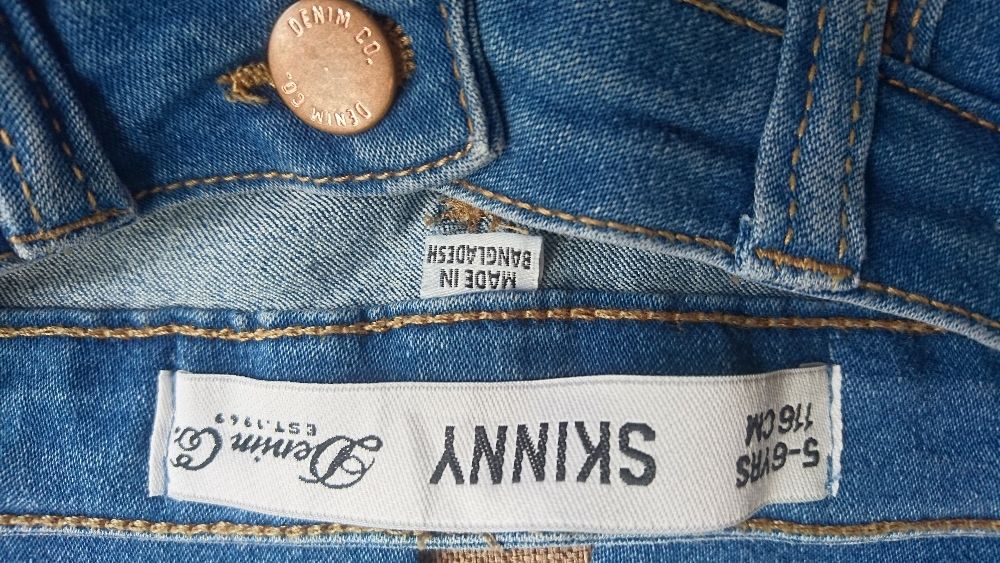 DENIM CO.
DENIM CO.
MADE IN
BANGLADESH
5-6YRS
116 CM
SKINNY
Denim Co.
EST. 1969